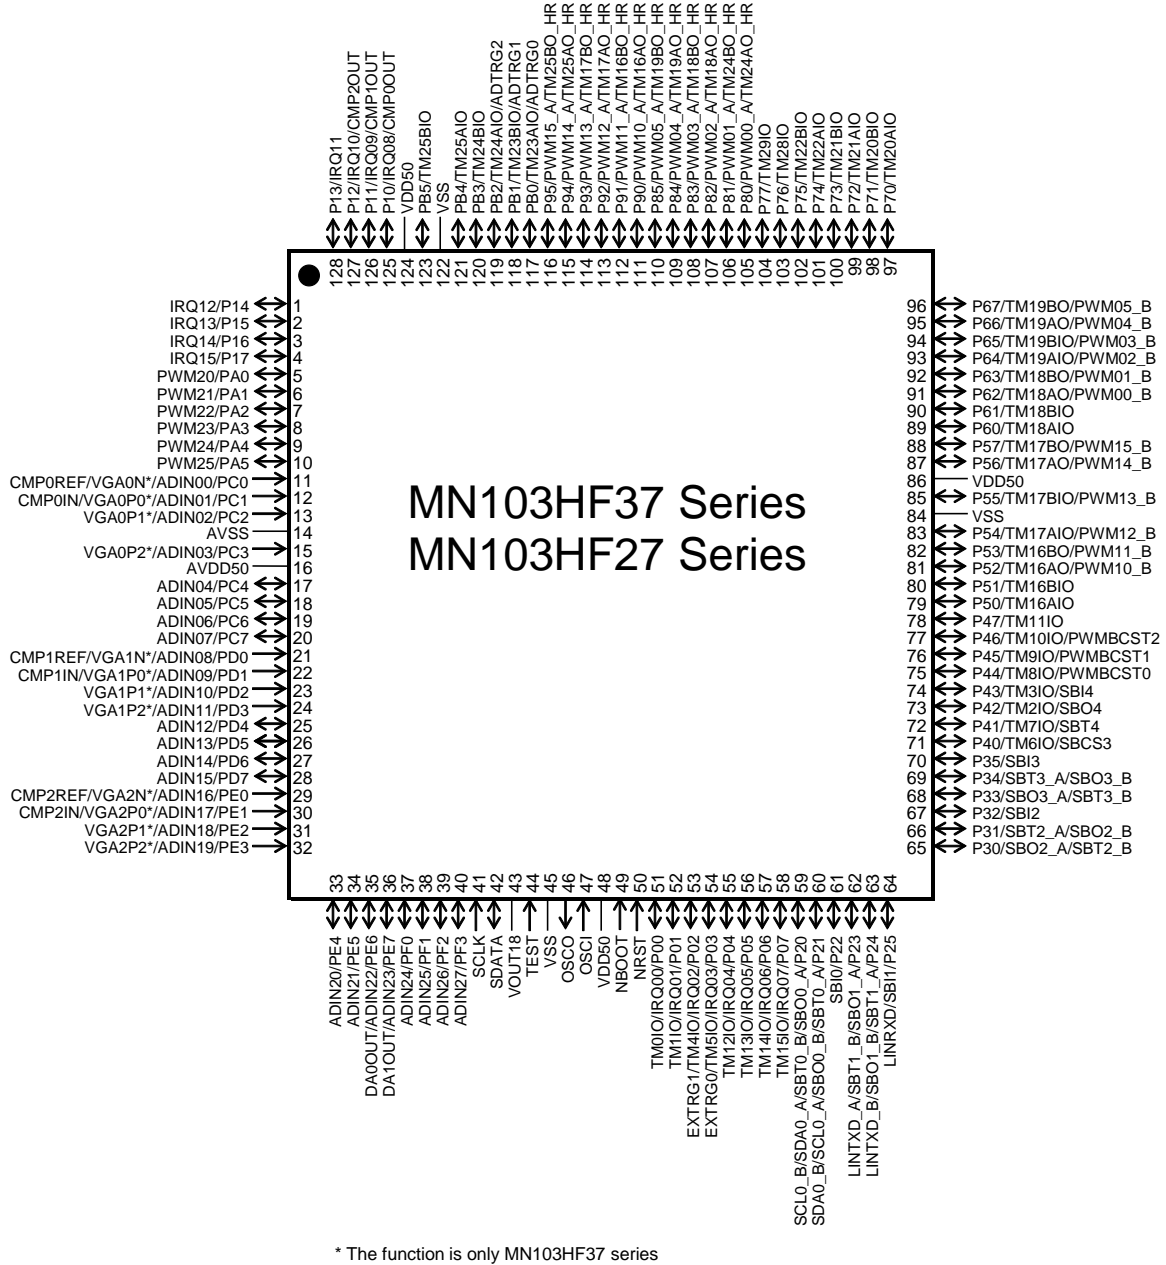 P13/IRQ11
P12/IRQ10/CMP2OUT
P11/IRQ09/CMP1OUT
P10/IRQ08/CMP0OUT
VDD50
PB5/TM25BIO
VSS
PB4/TM25AIO
PB3/TM24BIO
PB2/TM24AIO/ADTRG2
PB1/TM23BIO/ADTRG1
PB0/TM23AIO/ADTRG0
P95/PWM15_A/TM25BO_HR
P94/PWM14_A/TM25AO_HR
P93/PWM13_A/TM17BO_HR
P92/PWM12_A/TM17AO_HR
P91/PWM11_A/TM16BO_HR
P90/PWM10_A/TM16AO_HR
P85/PWM05_A/TM19BO_HR
P84/PWM04_A/TM19AO_HR
P83/PWM03_A/TM18BO_HR
P82/PWM02_A/TM18AO_HR
P81/PWM01_A/TM24BO_HR
P80/PWM00_A/TM24AO_HR
P77/TM29IO
P76/TM28IO
P75/TM22BIO
P74/TM22AIO
P73/TM21BIO
P72/TM21AIO
P71/TM20BIO
P70/TM20AIO
128
127
126
125
124
123
122
121
120
119
118
117
116
115
114
113
112
111
110
109
108
107
106
105
104
103
102
101
100
99
98
97
IRQ12/P14 1
IRQ13/P15 2
IRQ14/P16 3
IRQ15/P17 4
PWM20/PA0 5
PWM21/PA1 6
PWM22/PA2 7
PWM23/PA3 8
PWM24/PA4 9
PWM25/PA5 10
CMP0REF/VGA0N*/ADIN00/PC0 11
CMP0IN/VGA0P0*/ADIN01/PC1 12
VGA0P1*/ADIN02/PC2 13
AVSS 14
VGA0P2*/ADIN03/PC3 15
AVDD50 16
ADIN04/PC4 17
ADIN05/PC5 18
ADIN06/PC6 19
ADIN07/PC7 20
CMP1REF/VGA1N*/ADIN08/PD0 21
CMP1IN/VGA1P0*/ADIN09/PD1 22
VGA1P1*/ADIN10/PD2 23
VGA1P2*/ADIN11/PD3 24
ADIN12/PD4 25
ADIN13/PD5 26
ADIN14/PD6 27
ADIN15/PD7 28
CMP2REF/VGA2N*/ADIN16/PE0 29
CMP2IN/VGA2P0*/ADIN17/PE1 30
VGA2P1*/ADIN18/PE2 31
VGA2P2*/ADIN19/PE3 32
MN103HF37 Series
MN103HF27 Series
96 P67/TM19BO/PWM05_B
95 P66/TM19AO/PWM04_B
94 P65/TM19BIO/PWM03_B
93 P64/TM19AIO/PWM02_B
92 P63/TM18BO/PWM01_B
91 P62/TM18AO/PWM00_B
90 P61/TM18BIO
89 P60/TM18AIO
88 P57/TM17BO/PWM15_B
87 P56/TM17AO/PWM14_B
86 VDD50
85 P55/TM17BIO/PWM13_B
84 VSS
83 P54/TM17AIO/PWM12_B
82 P53/TM16BO/PWM11_B
81 P52/TM16AO/PWM10_B
80 P51/TM16BIO
79 P50/TM16AIO
78 P47/TM11IO
77 P46/TM10IO/PWMBCST2
76 P45/TM9IO/PWMBCST1
75 P44/TM8IO/PWMBCST0
74 P43/TM3IO/SBI4
73 P42/TM2IO/SBO4
72 P41/TM7IO/SBT4
71 P40/TM6IO/SBCS3
70 P35/SBI3
69 P34/SBT3_A/SBO3_B
68 P33/SBO3_A/SBT3_B
67 P32/SBI2
66 P31/SBT2_A/SBO2_B
65 P30/SBO2_A/SBT2_B
33
34
35
36
37
38
39
40
41
42
43
44
45
46
47
48
49
50
51
52
53
54
55
56
57
58
59
60
61
62
63
64
ADIN20/PE4
ADIN21/PE5
DA0OUT/ADIN22/PE6
DA1OUT/ADIN23/PE7
ADIN24/PF0
ADIN25/PF1
ADIN26/PF2
ADIN27/PF3
SCLK
SDATA
VOUT18
TEST
VSS
OSCO
OSCI
VDD50
NBOOT
NRST
TM0IO/IRQ00/P00
TM1IO/IRQ01/P01
EXTRG1/TM4IO/IRQ02/P02
EXTRG0/TM5IO/IRQ03/P03
TM12IO/IRQ04/P04
TM13IO/IRQ05/P05
TM14IO/IRQ06/P06
TM15IO/IRQ07/P07
SCL0_B/SDA0_A/SBT0_B/SBO0_A/P20
SDA0_B/SCL0_A/SBO0_B/SBT0_A/P21
SBI0/P22
LINTXD_A/SBT1_B/SBO1_A/P23
LINTXD_B/SBO1_B/SBT1_A/P24
LINRXD/SBI1/P25
* The function is only MN103HF37 series